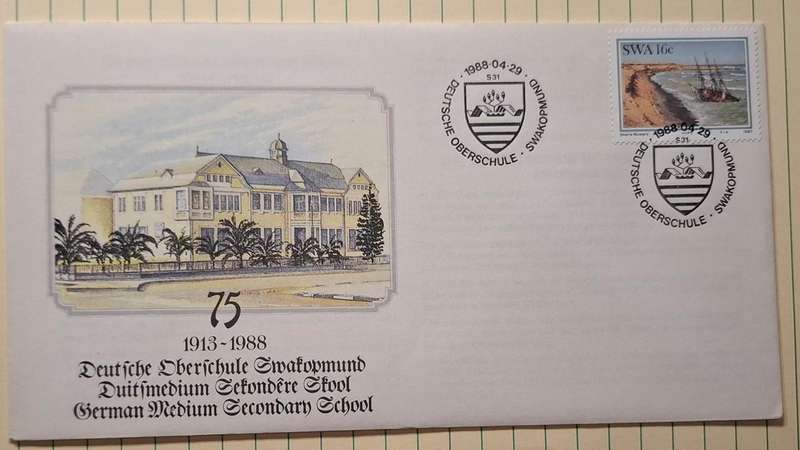 SWA 16c
1987
1988·04·29
S31
DEUTSCHE OBERSCHULE · SWAKOPMUND
1988·04·29
S31
DEUTSCHE OBERSCHULE · SWAKOPMUND
75
1913-1988
Deutſche Oberſchule Swakopmund
Duitſmedium Sekondêre Skool
German Medium Secondary School